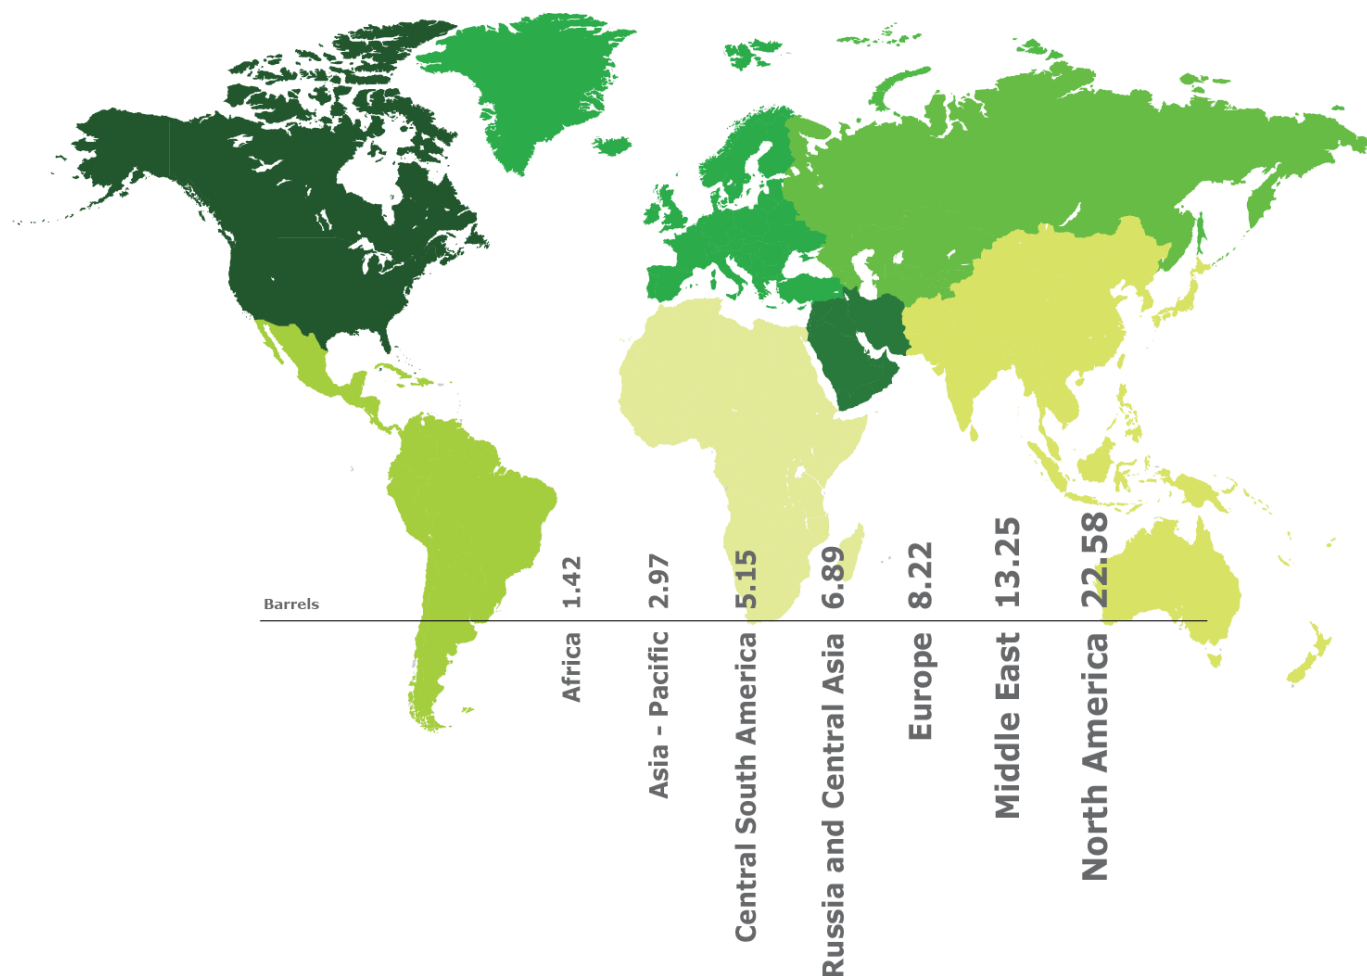 Barrels
1.42
2.97
5.15
6.89
8.22
13.25
22.58
Africa
Asia - Pacific
Central South America
Russia and Central Asia
Europe
Middle East
North America